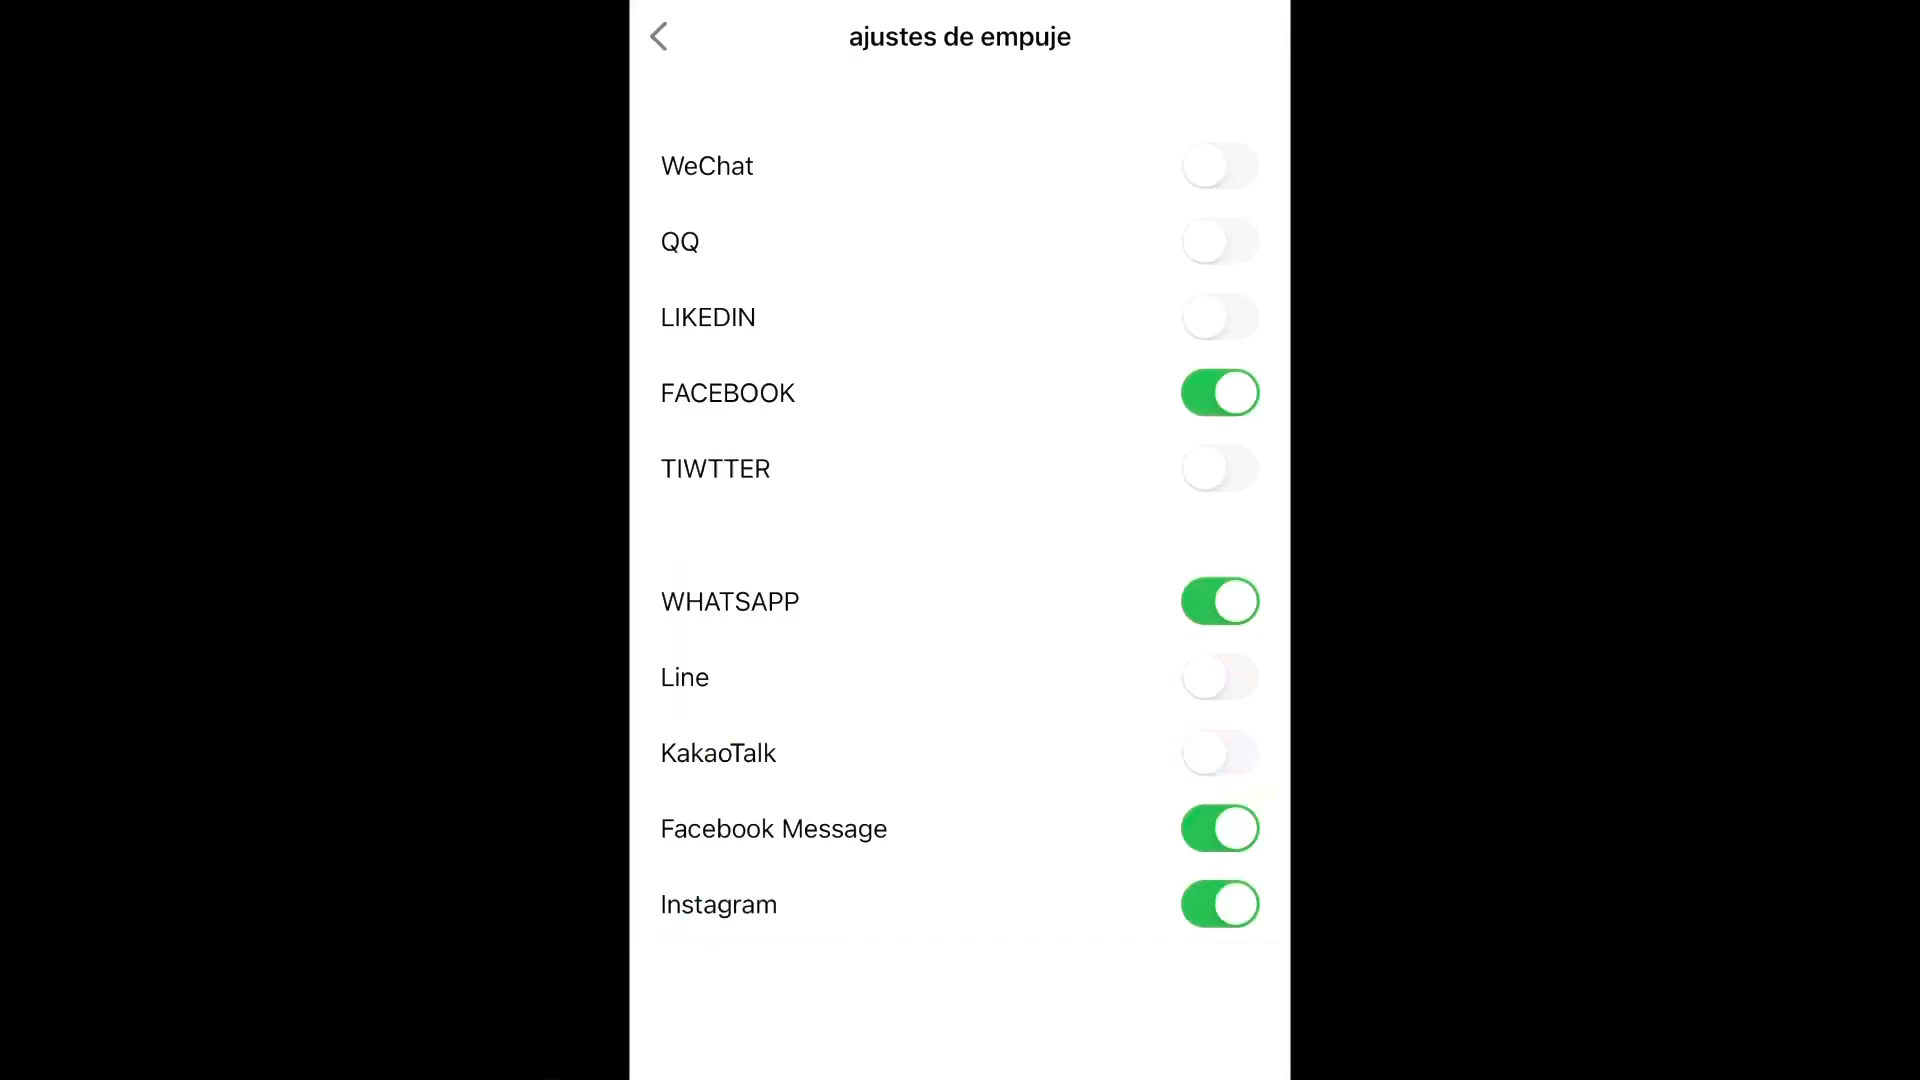 ajustes de empuje
WeChat
QQ
LIKEDIN
FACEBOOK
TIWTTER
WHATSAPP
Line
KakaoTalk
Facebook Message
Instagram